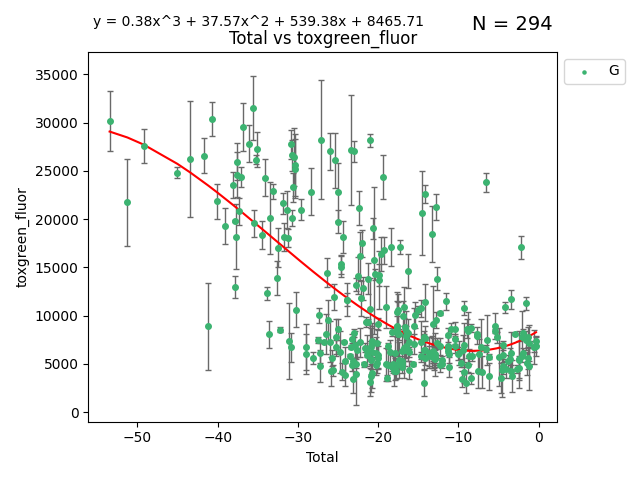 y = 0.38x^3 + 37.57x^2 + 539.38x + 8465.71
N = 294
Total vs toxgreen_fluor
G
35000
30000
25000
20000
15000
10000
5000
0
toxgreen_fluor
−50 −40 −30 −20 −10 0
Total